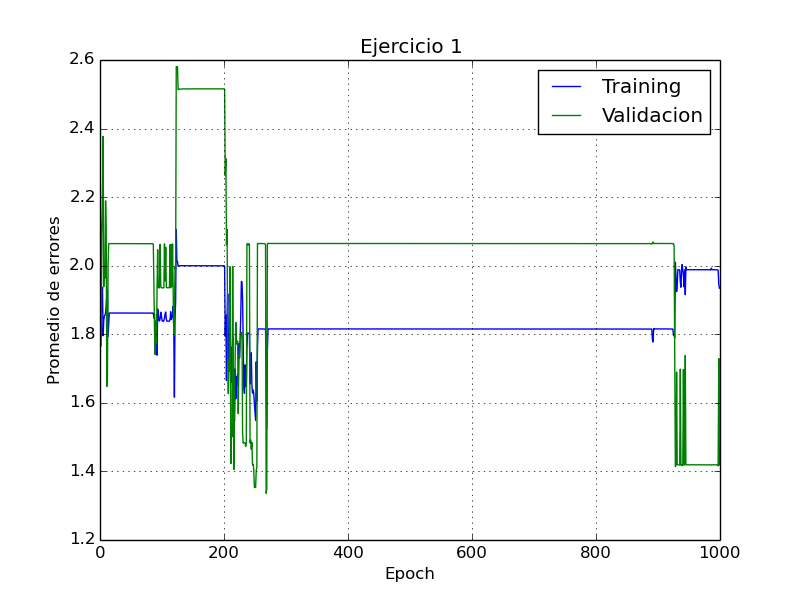 Ejercicio 1
2.6
2.4
2.2
2.0
1.8
1.6
1.4
1.2
Promedio de errores
Training
Validacion
0
200
400
600
800
1000
Epoch